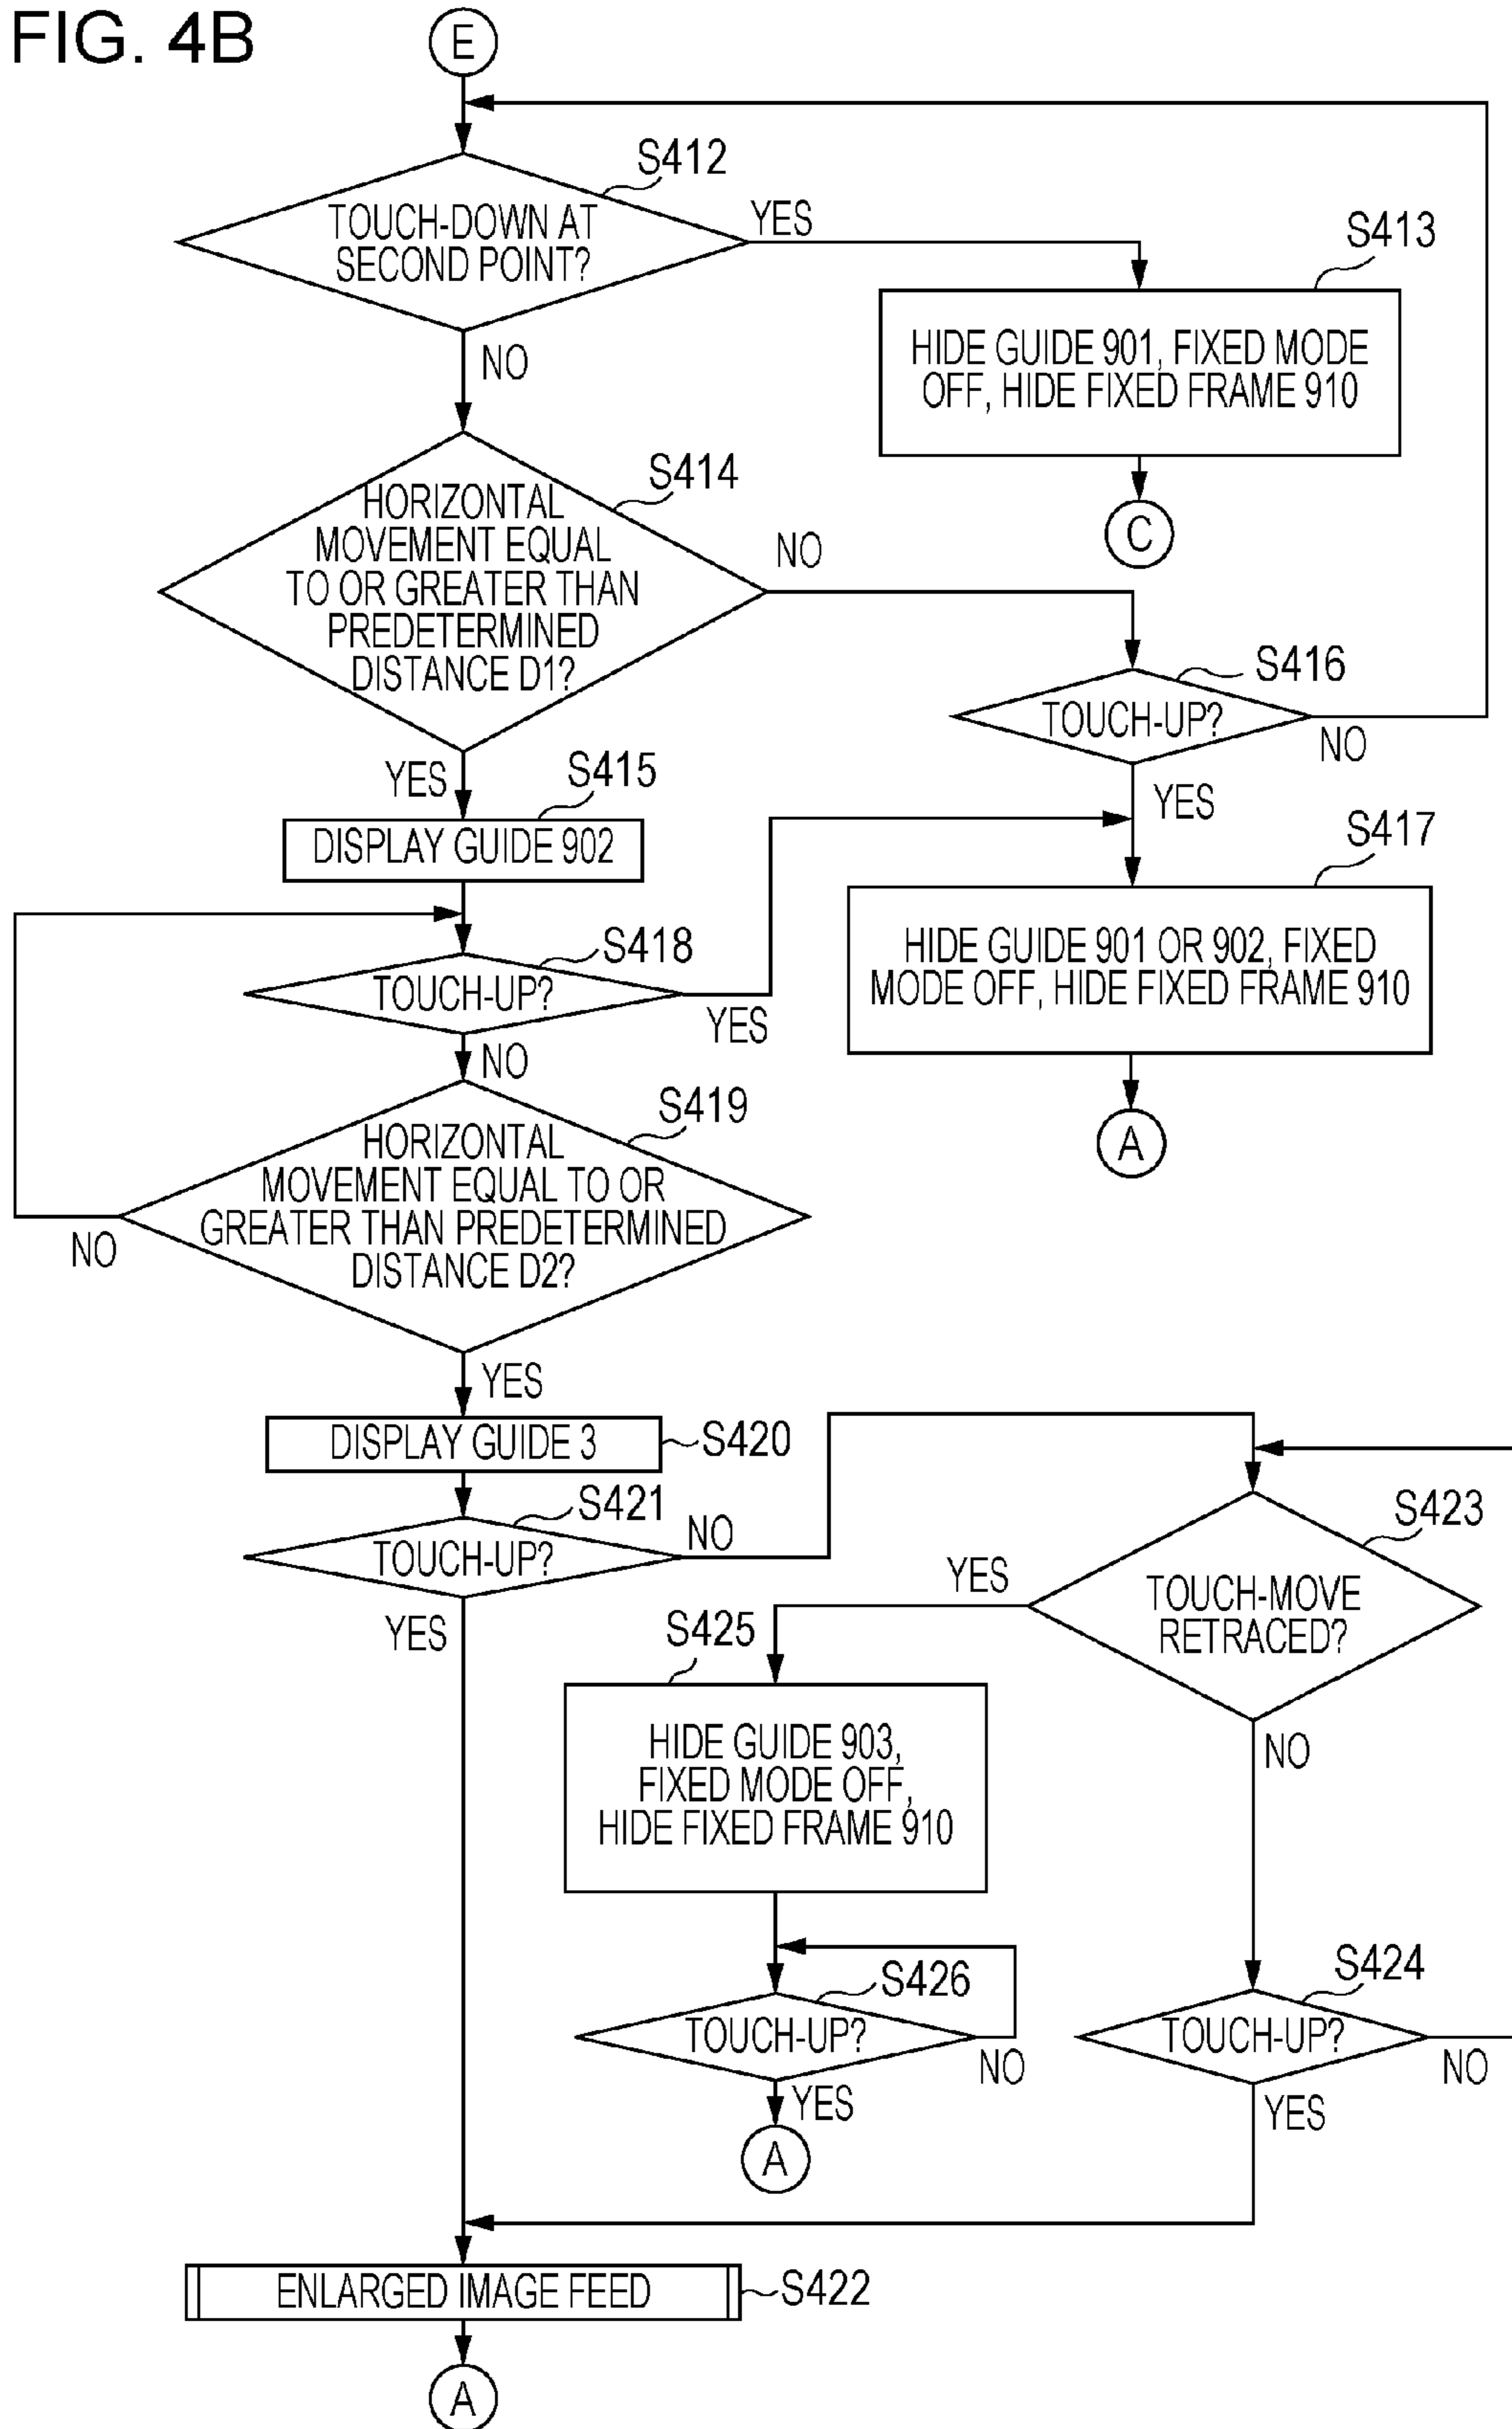 FIG. 4B
E
S412
TOUCH-DOWN AT
SECOND POINT?
YES
NO
S413
HIDE GUIDE 901, FIXED MODE
OFF, HIDE FIXED FRAME 910
C
S414
HORIZONTAL
MOVEMENT EQUAL
TO OR GREATER THAN
PREDETERMINED
DISTANCE D1?
NO
YES
S416
TOUCH-UP?
NO
YES
S415
DISPLAY GUIDE 902
S417
HIDE GUIDE 901 OR 902, FIXED
MODE OFF, HIDE FIXED FRAME 910
A
S418
TOUCH-UP?
YES
NO
S419
HORIZONTAL
MOVEMENT EQUAL TO OR
GREATER THAN PREDETERMINED
DISTANCE D2?
NO
YES
DISPLAY GUIDE 3
S420
S421
TOUCH-UP?
NO
YES
S423
TOUCH-MOVE
RETRACED?
YES
NO
S425
HIDE GUIDE 903,
FIXED MODE OFF,
HIDE FIXED FRAME 910
S426
TOUCH-UP?
NO
YES
A
S424
TOUCH-UP?
NO
YES
ENLARGED IMAGE FEED
S422
A